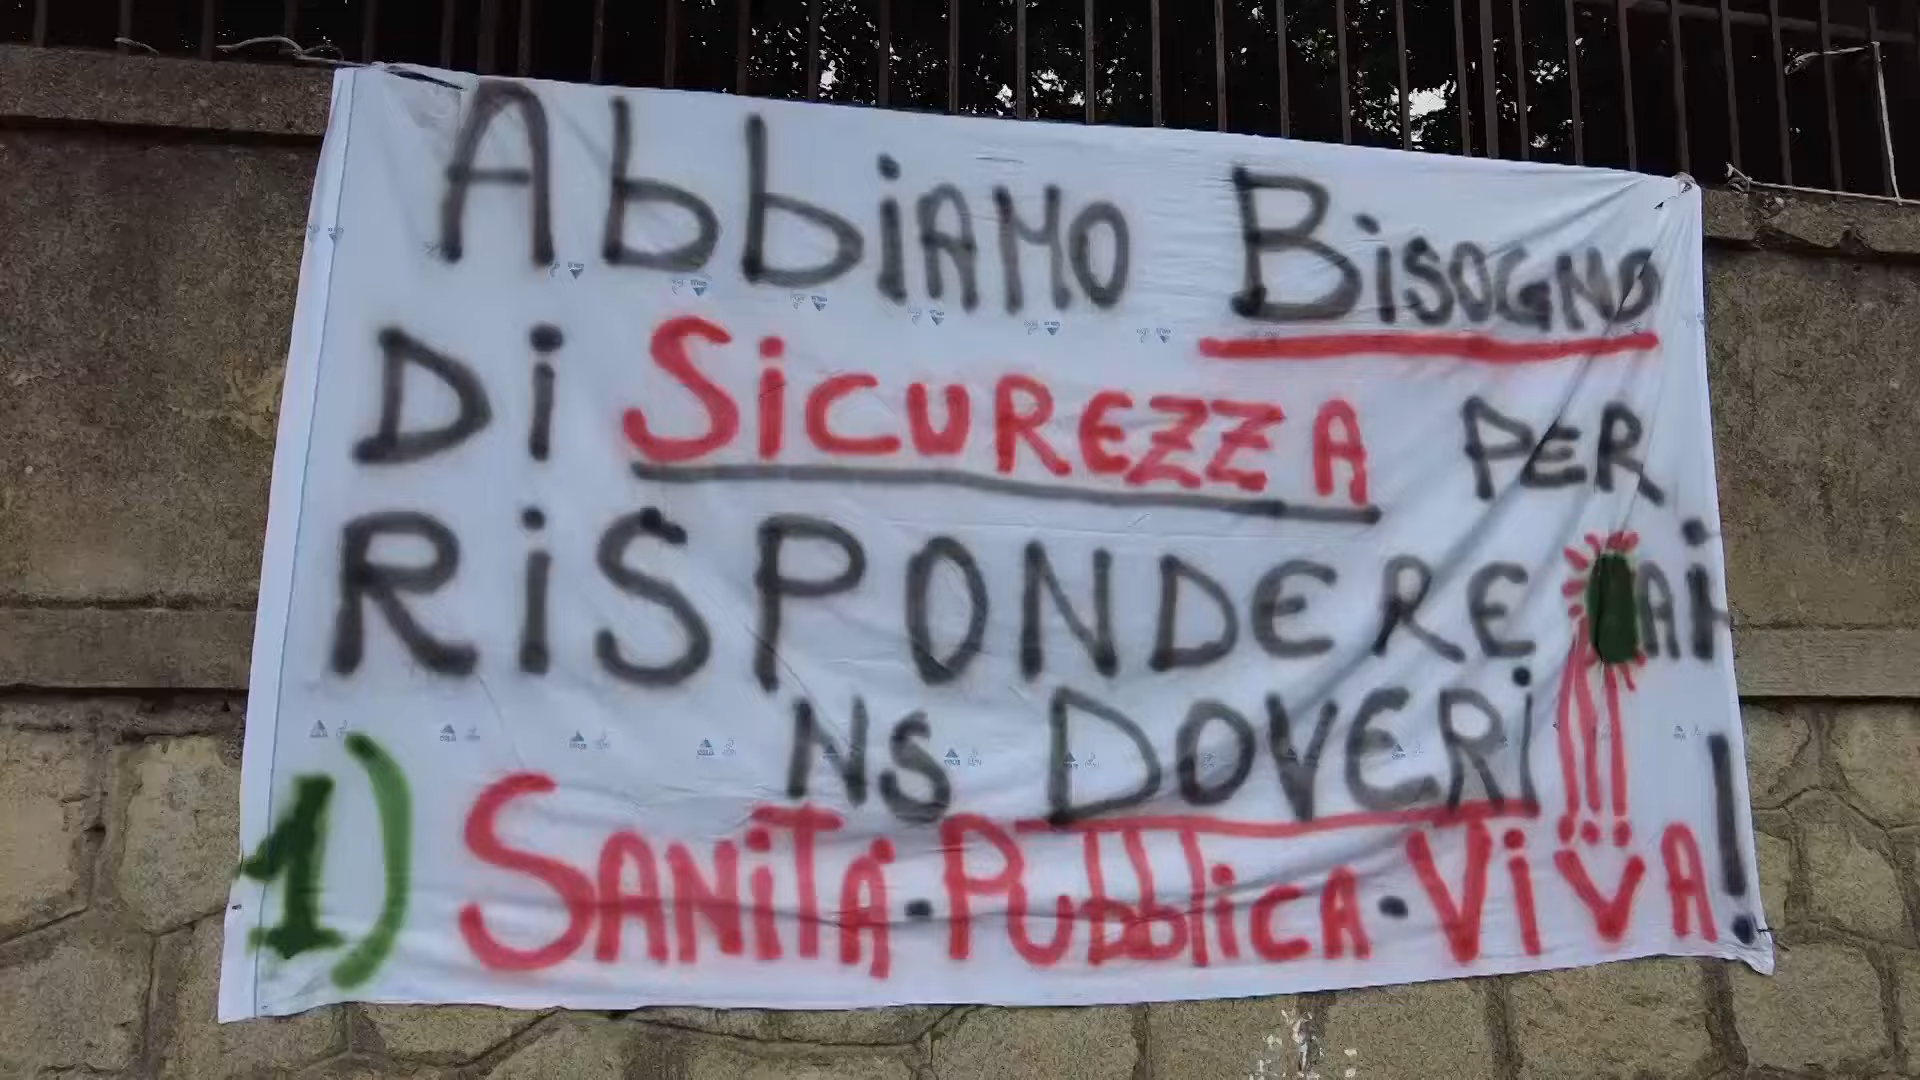 AbbiAMO BiSOGNO
Di SiCUREZZA PER
RiSPONDERE Ai
NS DOVERi
1) SANiTÀ · PUbblicA · ViVA!